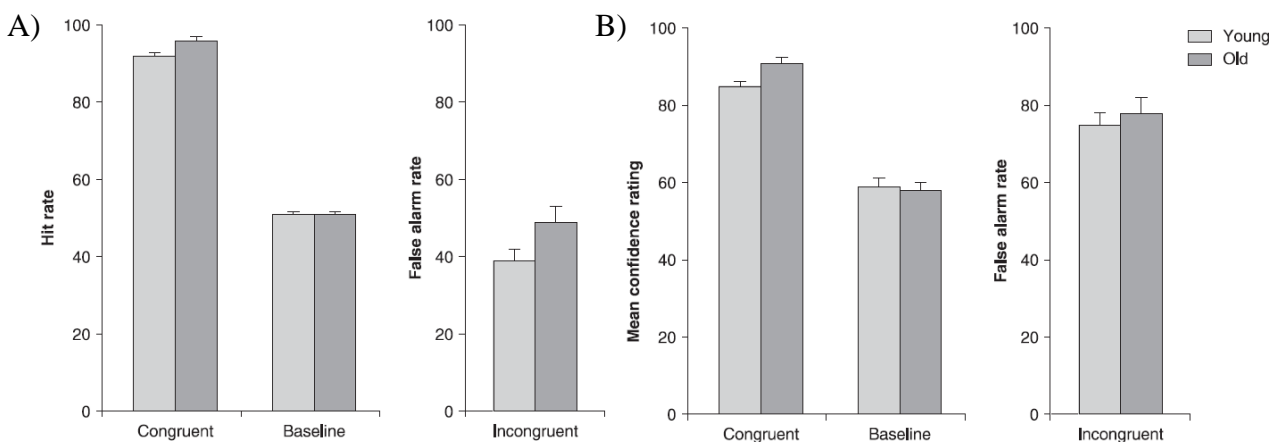 A)
Hit rate
100
80
60
40
20
0
Congruent
Baseline
False alarm rate
100
80
60
40
20
0
Incongruent
B)
Mean confidence rating
100
80
60
40
20
0
Congruent
Baseline
False alarm rate
100
80
60
40
20
0
Incongruent
Young
Old